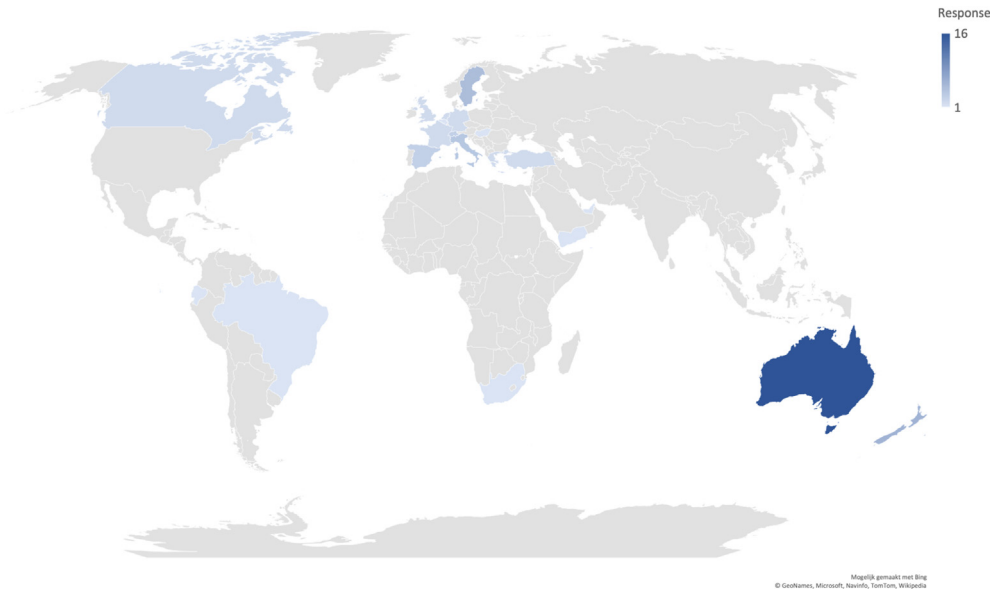 Response
16
1
Mogelijk gemaakt met Bing
© GeoNames, Microsoft, Navinfo, TomTom, Wikipedia